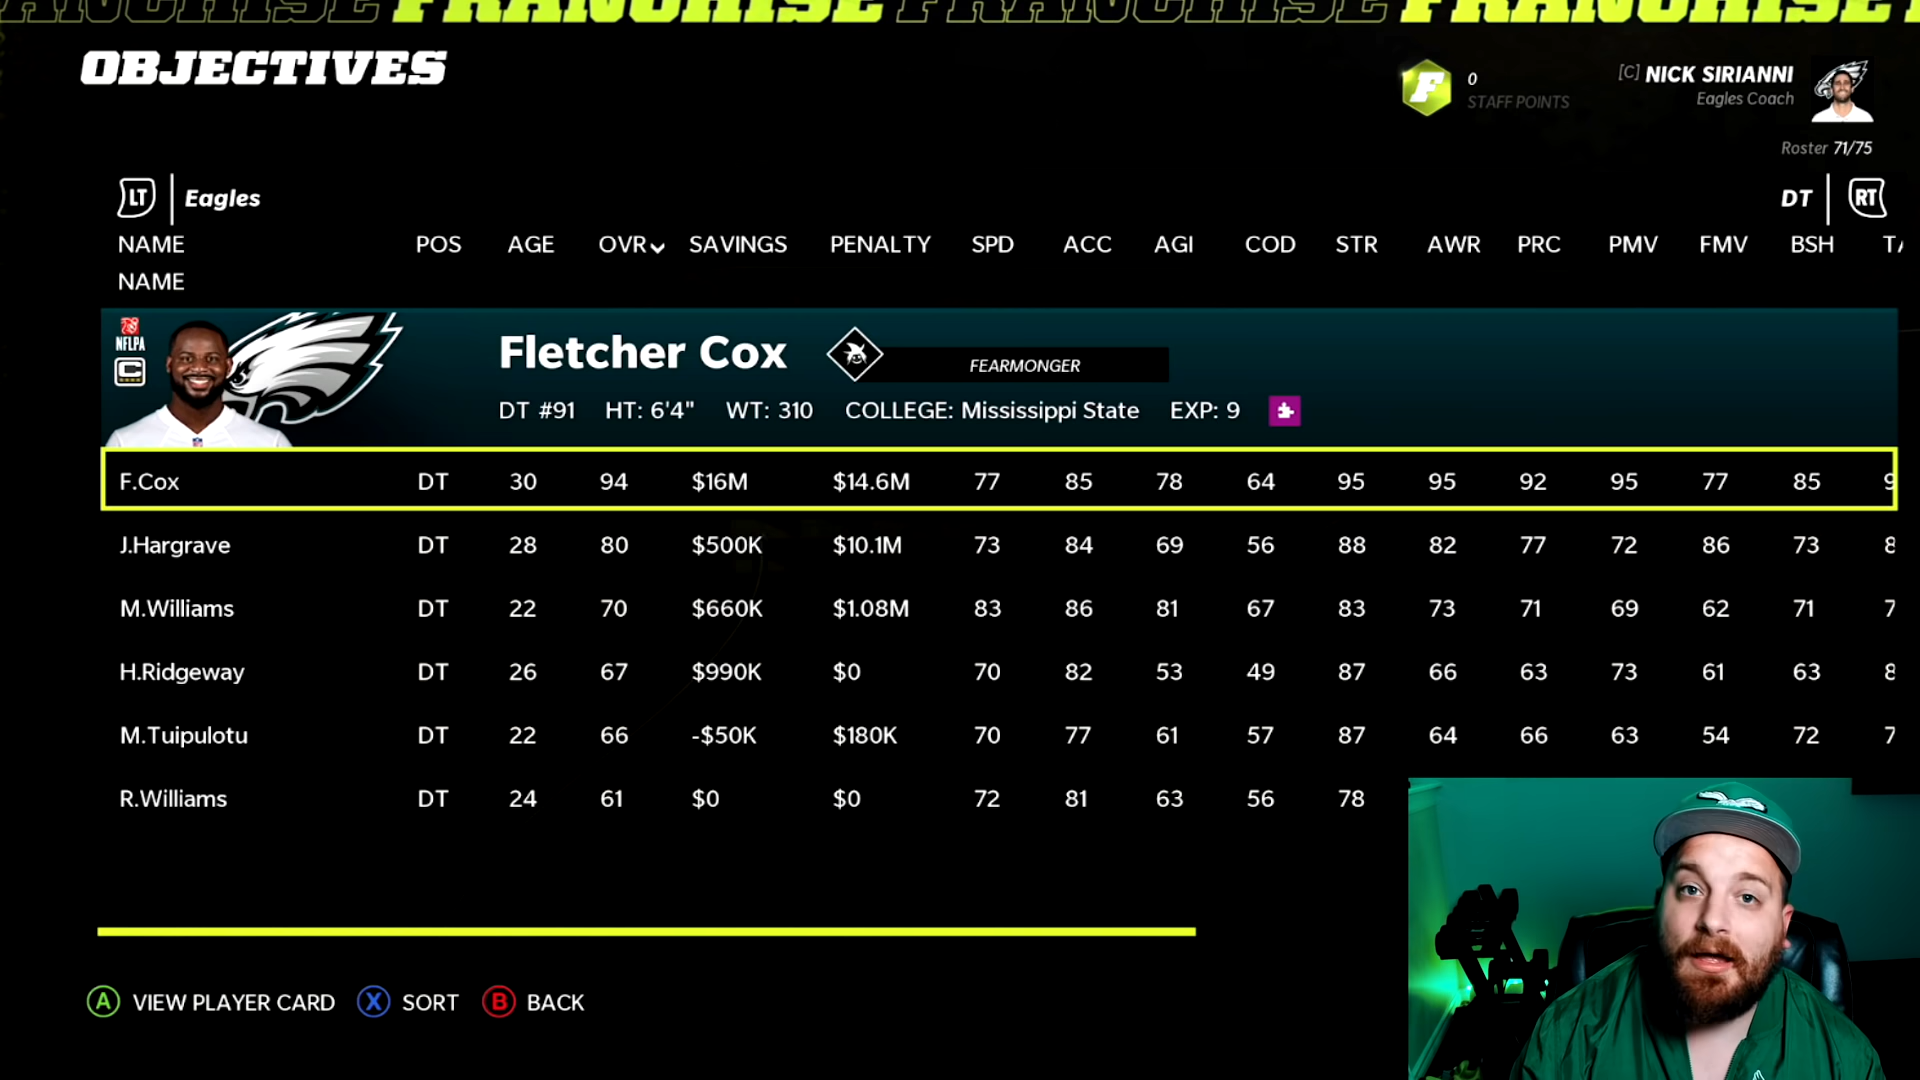 FRANCHISE FRANCHISE FRANCHISE FRANCHISE
OBJECTIVES
0
STAFF POINTS
[C] NICK SIRIANNI
Eagles Coach
Roster 71/75
LT Eagles
DT RT
NAME POS AGE OVR SAVINGS PENALTY SPD ACC AGI COD STR AWR PRC PMV FMV BSH
NAME
NFLPA
C
Fletcher Cox FEARMONGER
DT #91 HT: 6'4" WT: 310 COLLEGE: Mississippi State EXP: 9
F.Cox DT 30 94 $16M $14.6M 77 85 78 64 95 95 92 95 77 85
J.Hargrave DT 28 80 $500K $10.1M 73 84 69 56 88 82 77 72 86 73
M.Williams DT 22 70 $660K $1.08M 83 86 81 67 83 73 71 69 62 71
H.Ridgeway DT 26 67 $990K $0 70 82 53 49 87 66 63 73 61 63
M.Tuipulotu DT 22 66 -$50K $180K 70 77 61 57 87 64 66 63 54 72
R.Williams DT 24 61 $0 $0 72 81 63 56 78
A VIEW PLAYER CARD X SORT B BACK